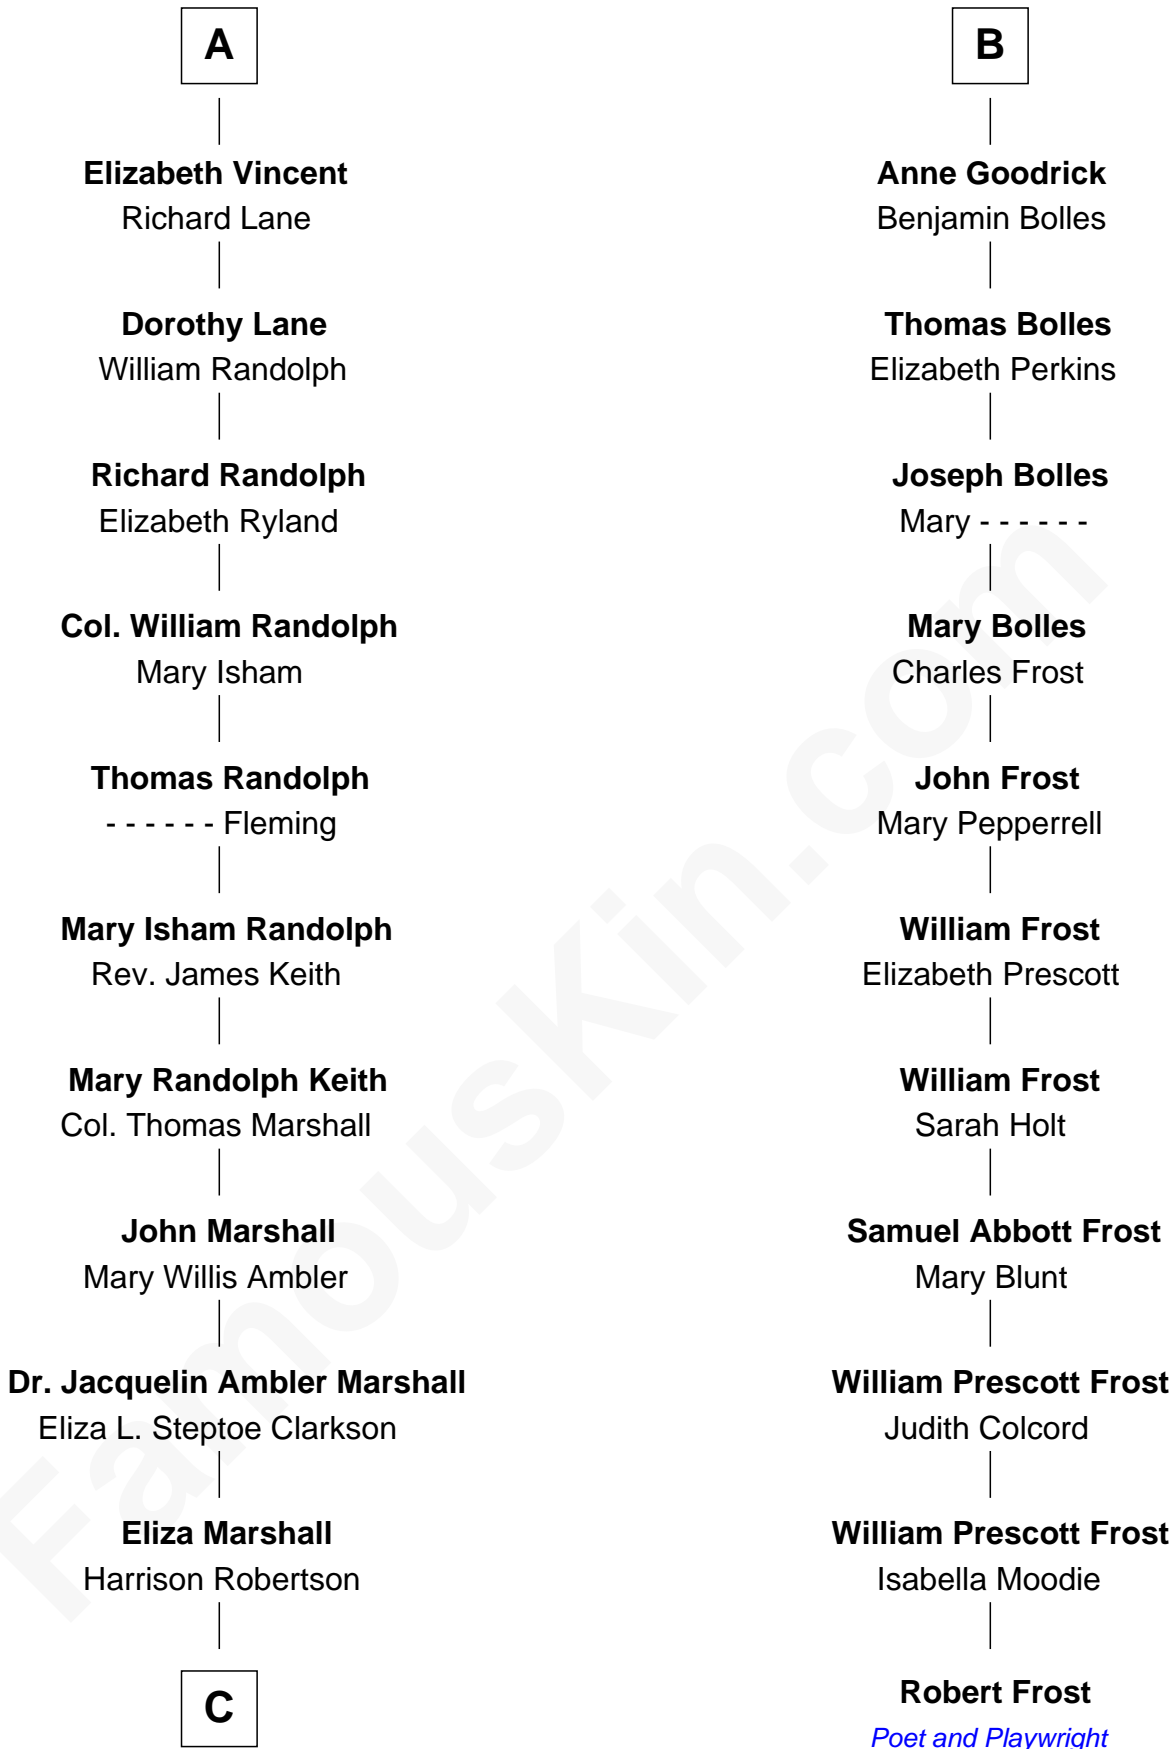 A
Elizabeth Vincent
Richard Lane
Dorothy Lane
William Randolph
Richard Randolph
Elizabeth Ryland
Col. William Randolph
Mary Isham
Thomas Randolph
- - - - - - Fleming
Mary Isham Randolph
Rev. James Keith
Mary Randolph Keith
Col. Thomas Marshall
John Marshall
Mary Willis Ambler
Dr. Jacquelin Ambler Marshall
Eliza L. Steptoe Clarkson
Eliza Marshall
Harrison Robertson
C
B
Anne Goodrick
Benjamin Bolles
Thomas Bolles
Elizabeth Perkins
Joseph Bolles
Mary - - - - - -
Mary Bolles
Charles Frost
John Frost
Mary Pepperrell
William Frost
Elizabeth Prescott
William Frost
Sarah Holt
Samuel Abbott Frost
Mary Blunt
William Prescott Frost
Judith Colcord
William Prescott Frost
Isabella Moodie
Robert Frost
Poet and Playwright
FamousKin.com